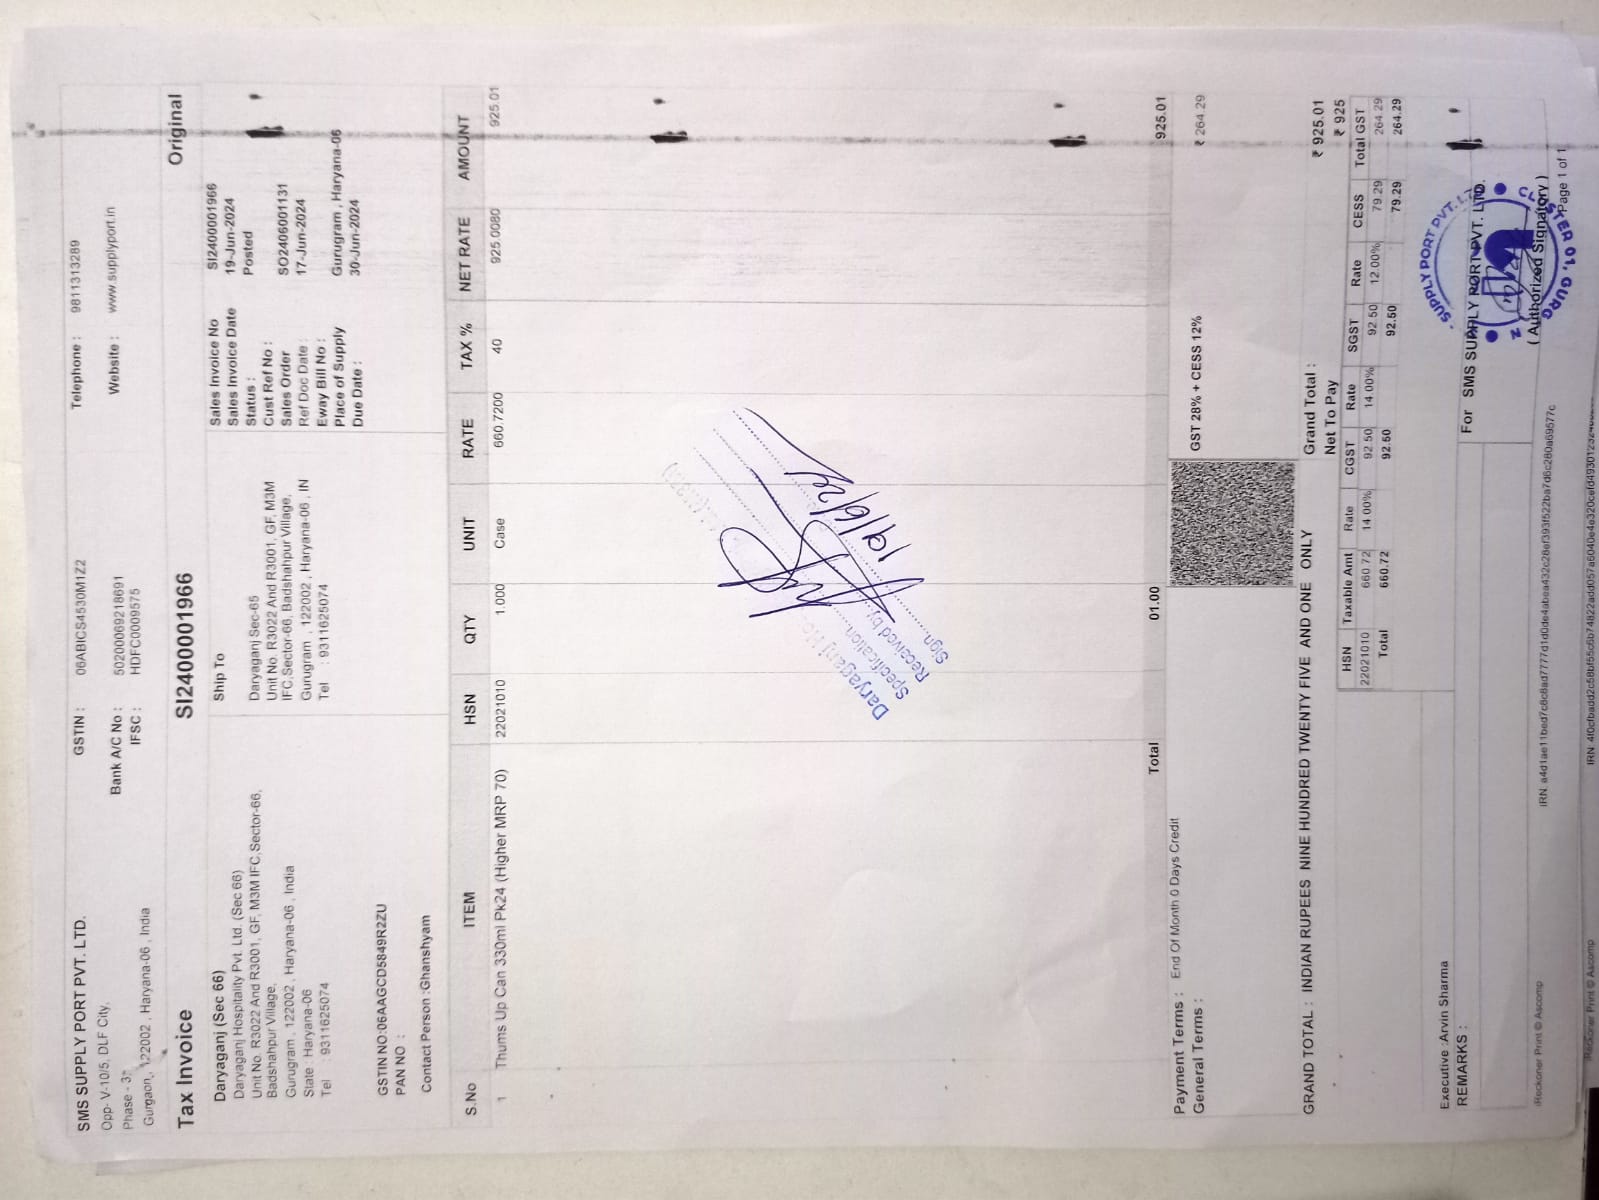 SMS SUPPLY PORT PVT. LTD.
Opp- V-10/5, DLF City,
Phase - 3
Gurgaon, 122002 , Haryana-06 , India
GSTIN : 06ABICS4530M1Z2
Bank A/C No : 50200069218691
IFSC : HDFC0009575
Telephone : 9811313289
Website : www.supplyport.in
Tax Invoice SI2400001966 Original
Daryaganj (Sec 66)
Daryaganj Hospitality Pvt. Ltd. (Sec 66)
Unit No. R3022 And R3001, GF, M3M IFC,Sector-66,
Badshahpur Village,
Gurugram , 122002 , Haryana-06 , India
State : Haryana-06
Tel : 9311625074
GSTIN NO:06AAGCD5849R2ZU
PAN NO :
Contact Person :Ghanshyam
Ship To
Daryaganj Sec-65
Unit No. R3022 And R3001, GF, M3M
IFC,Sector-66, Badshahpur Village,
Gurugram , 122002 , Haryana-06 , IN
Tel : 9311625074
Sales Invoice No SI2400001966
Sales Invoice Date 19-Jun-2024
Status : Posted
Cust Ref No :
Sales Order SO2406001131
Ref Doc Date : 17-Jun-2024
Eway Bill No :
Place of Supply Gurugram , Haryana-06
Due Date : 30-Jun-2024
S.No ITEM HSN QTY UNIT RATE TAX % NET RATE AMOUNT
1 Thums Up Can 330ml Pk24 (Higher MRP 70) 22021010 1.000 Case 660.7200 40 925.0080 925.01
Daryaganj Ho
Specification
Received by
Sign.
19/6/24
Total 01.00 925.01
Payment Terms : End Of Month 0 Days Credit
General Terms :
GST 28% + CESS 12% ₹ 264.29
GRAND TOTAL : INDIAN RUPEES NINE HUNDRED TWENTY FIVE AND ONE ONLY
Grand Total : ₹ 925.01
Net To Pay ₹ 925
HSN Taxable Amt Rate CGST Rate SGST Rate CESS Total GST
22021010 660.72 14.00% 92.50 14.00% 92.50 12.00% 79.29 264.29
Total 660.72 92.50 92.50 79.29 264.29
Executive :Arvin Sharma
REMARKS :
For SMS SUPPLY PORT PVT. LTD.
SUPPLY PORT PVT. LTD.
( Authorized Signatory )
iReckoner Print © Ascomp
Page 1 of 1